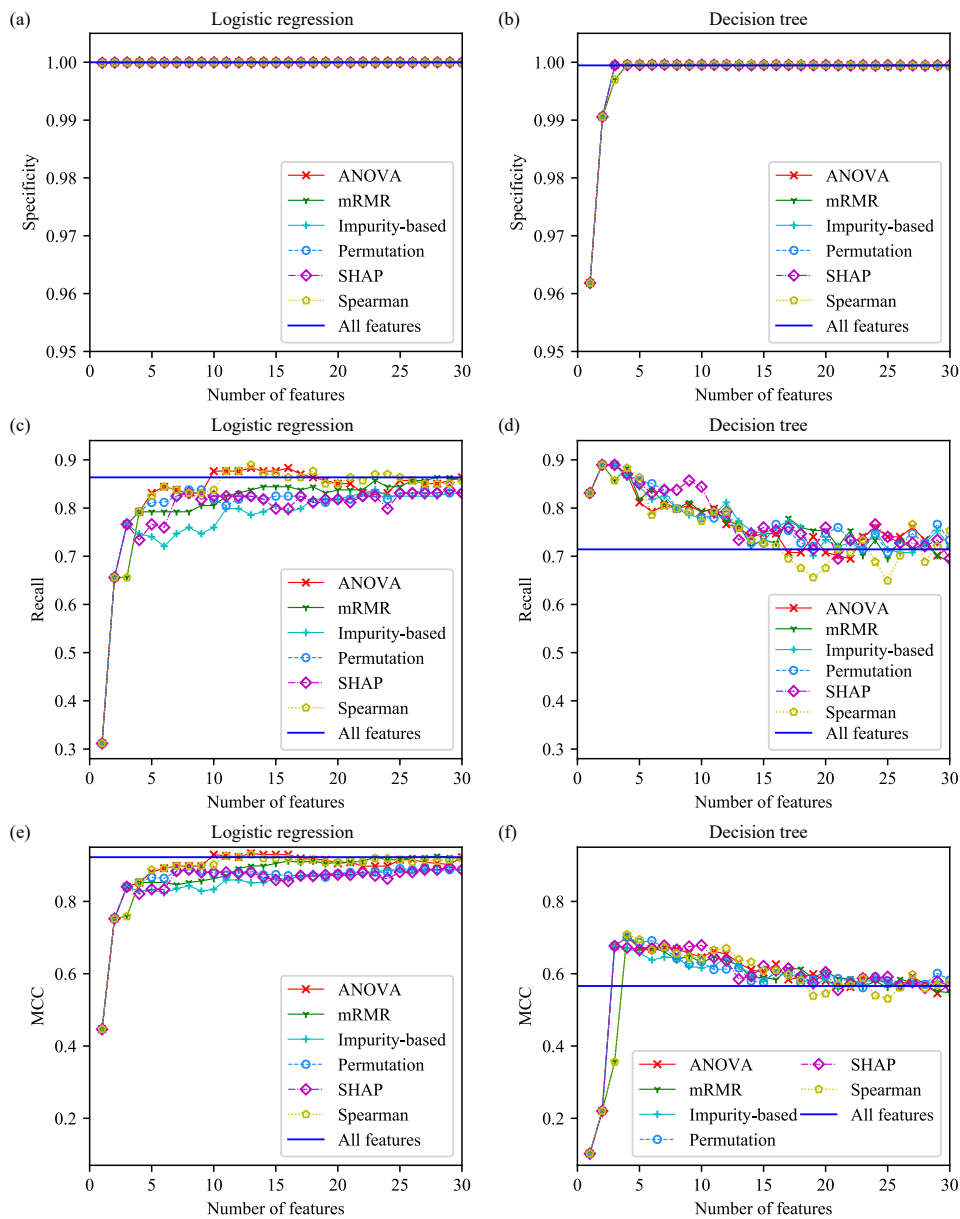 (a)
Logistic regression
1.00
0.99
0.98
0.97
0.96
0.95
Specificity
ANOVA
mRMR
Impurity-based
Permutation
SHAP
Spearman
All features
0 5 10 15 20 25 30
Number of features
(b)
Decision tree
1.00
0.99
0.98
0.97
0.96
0.95
Specificity
ANOVA
mRMR
Impurity-based
Permutation
SHAP
Spearman
All features
0 5 10 15 20 25 30
Number of features
(c)
Logistic regression
0.9
0.8
0.7
0.6
0.5
0.4
0.3
Recall
ANOVA
mRMR
Impurity-based
Permutation
SHAP
Spearman
All features
0 5 10 15 20 25 30
Number of features
(d)
Decision tree
0.9
0.8
0.7
0.6
0.5
0.4
0.3
Recall
ANOVA
mRMR
Impurity-based
Permutation
SHAP
Spearman
All features
0 5 10 15 20 25 30
Number of features
(e)
Logistic regression
0.8
0.6
0.4
0.2
MCC
ANOVA
mRMR
Impurity-based
Permutation
SHAP
Spearman
All features
0 5 10 15 20 25 30
Number of features
(f)
Decision tree
0.8
0.6
0.4
0.2
MCC
ANOVA
mRMR
Impurity-based
Permutation
SHAP
Spearman
All features
0 5 10 15 20 25 30
Number of features